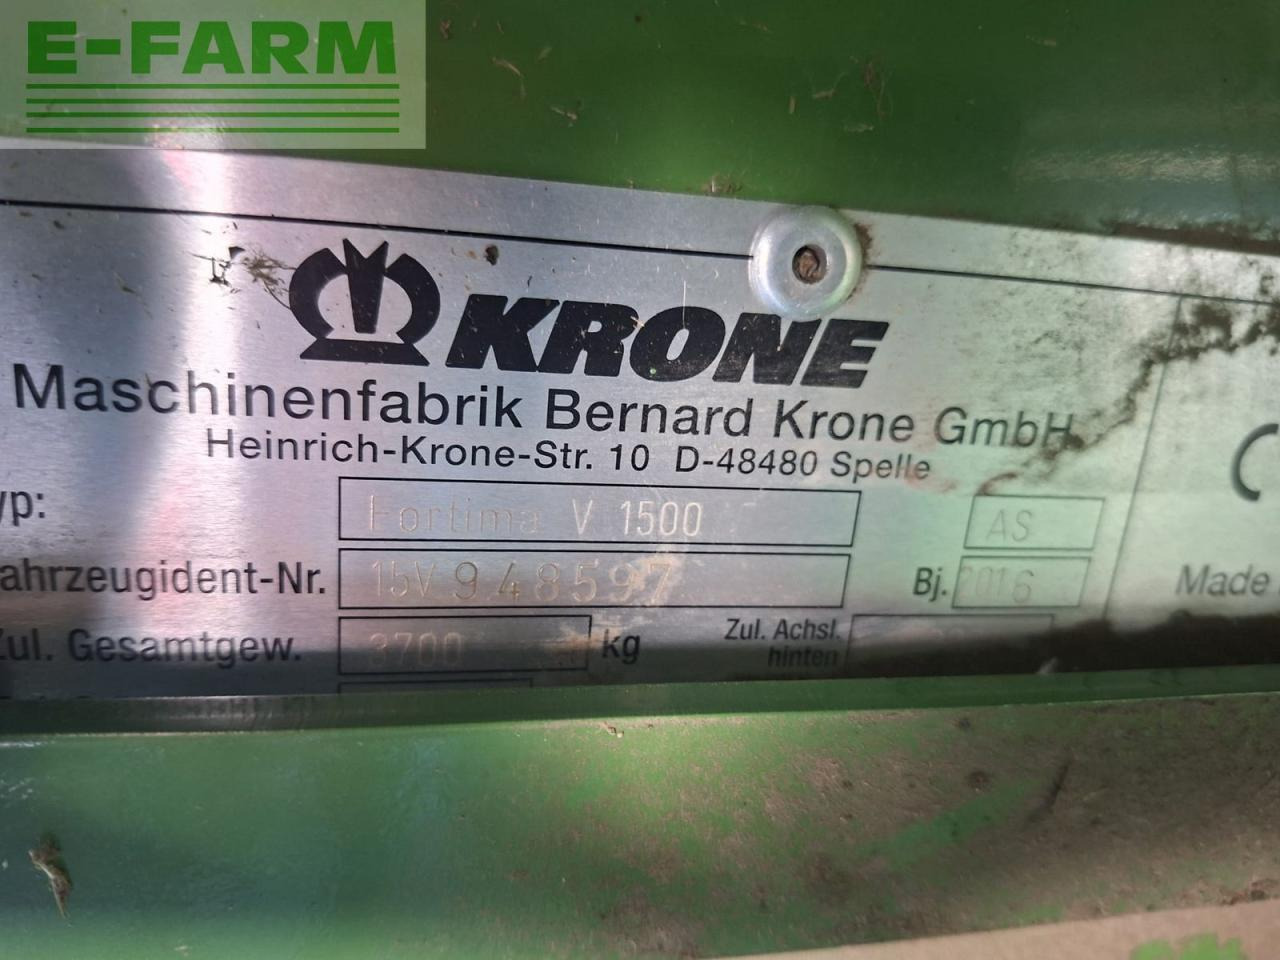 E-FARM
KRONE
Maschinenfabrik Bernard Krone GmbH
Heinrich-Krone-Str. 10 D-48480 Spelle
yp: Fortima V 1500 AS
ahrzeugident-Nr. 15V 948597 Bj. 2016 Made
Zul. Gesamtgew. 3700 kg Zul. Achsl.
hinten